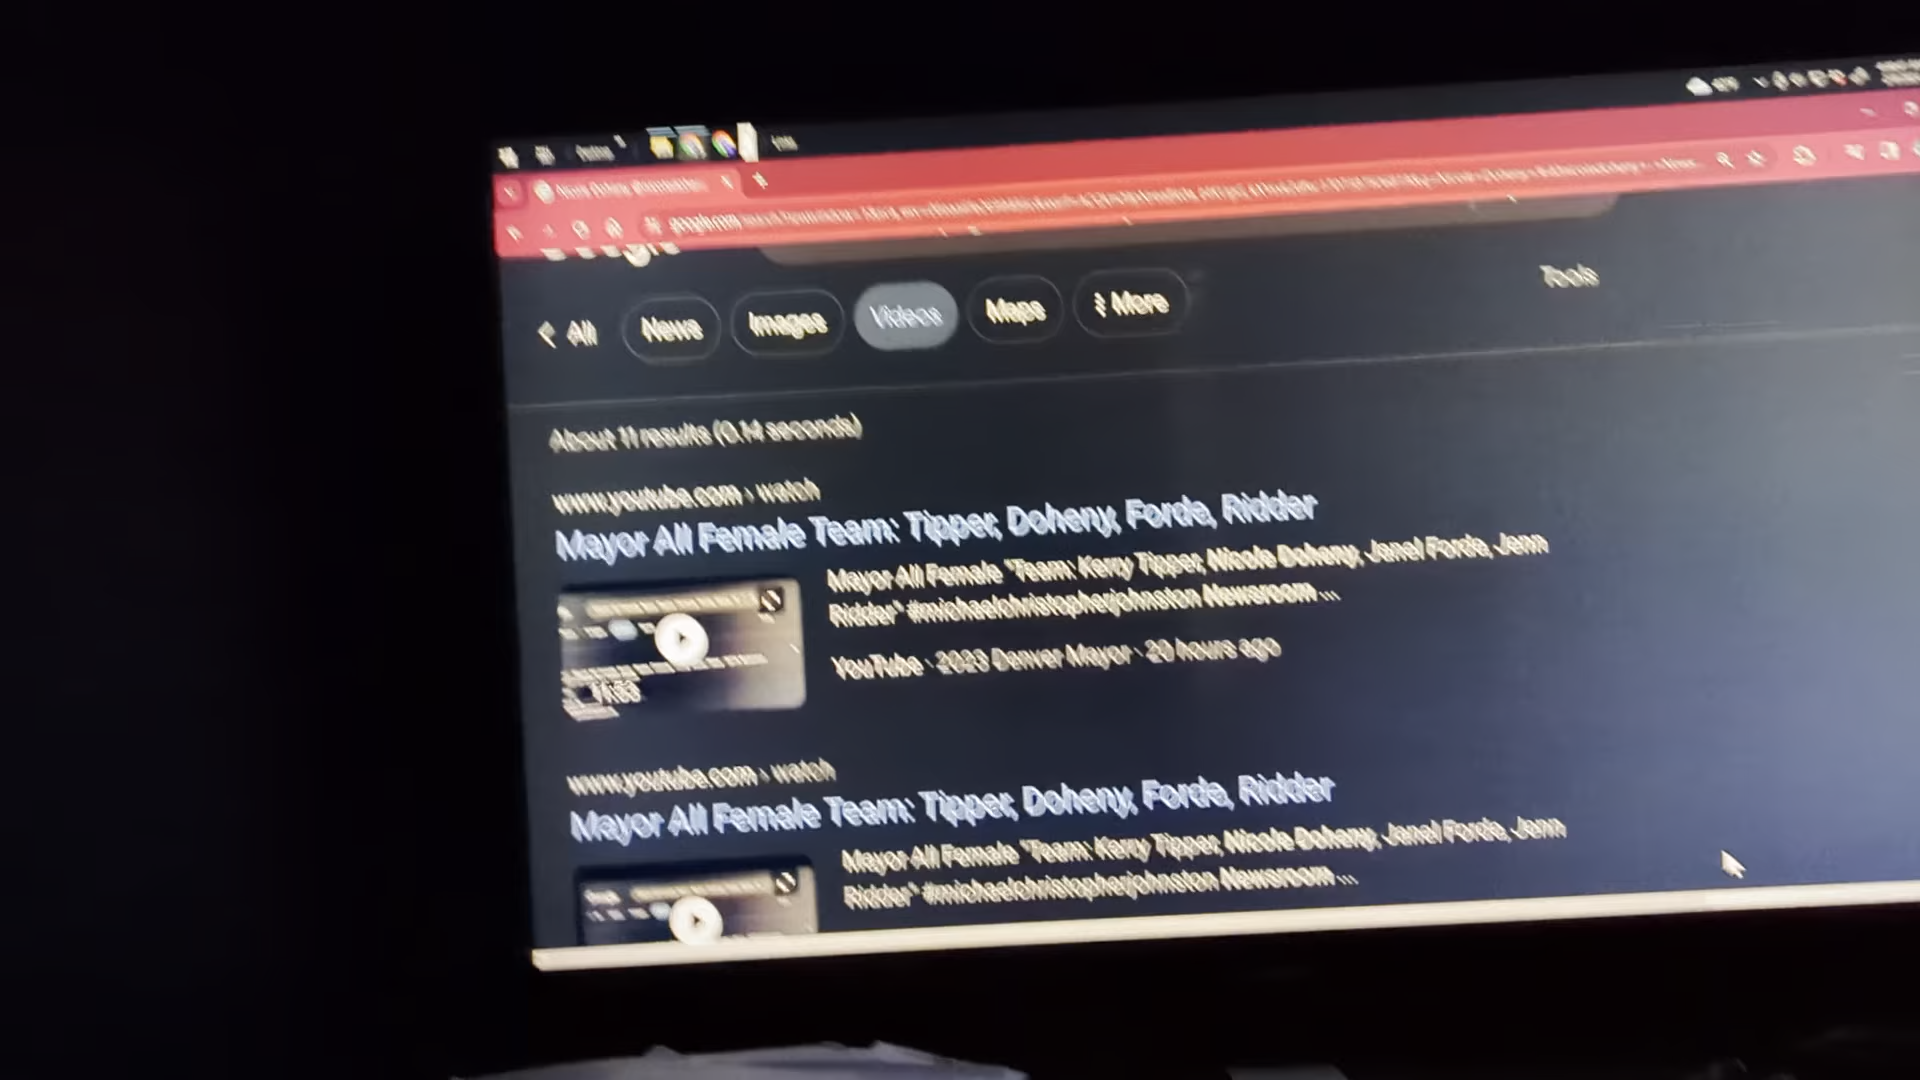 google.com
All
News
Images
Videos
Maps
More
Tools
About 11 results (0.14 seconds)
www.youtube.com › watch
Mayor All Female Team: Tipper, Doheny, Forde, Ridder
Mayor All Female "Team: Kerry Tipper, Nicole Doheny, Janel Forde, Jenn
Ridder" #michaelchristopherjohnston Newsroom ...
YouTube · 2023 Denver Mayor · 20 hours ago
www.youtube.com › watch
Mayor All Female Team: Tipper, Doheny, Forde, Ridder
Mayor All Female "Team: Kerry Tipper, Nicole Doheny, Janel Forde, Jenn
Ridder" #michaelchristopherjohnston Newsroom ...